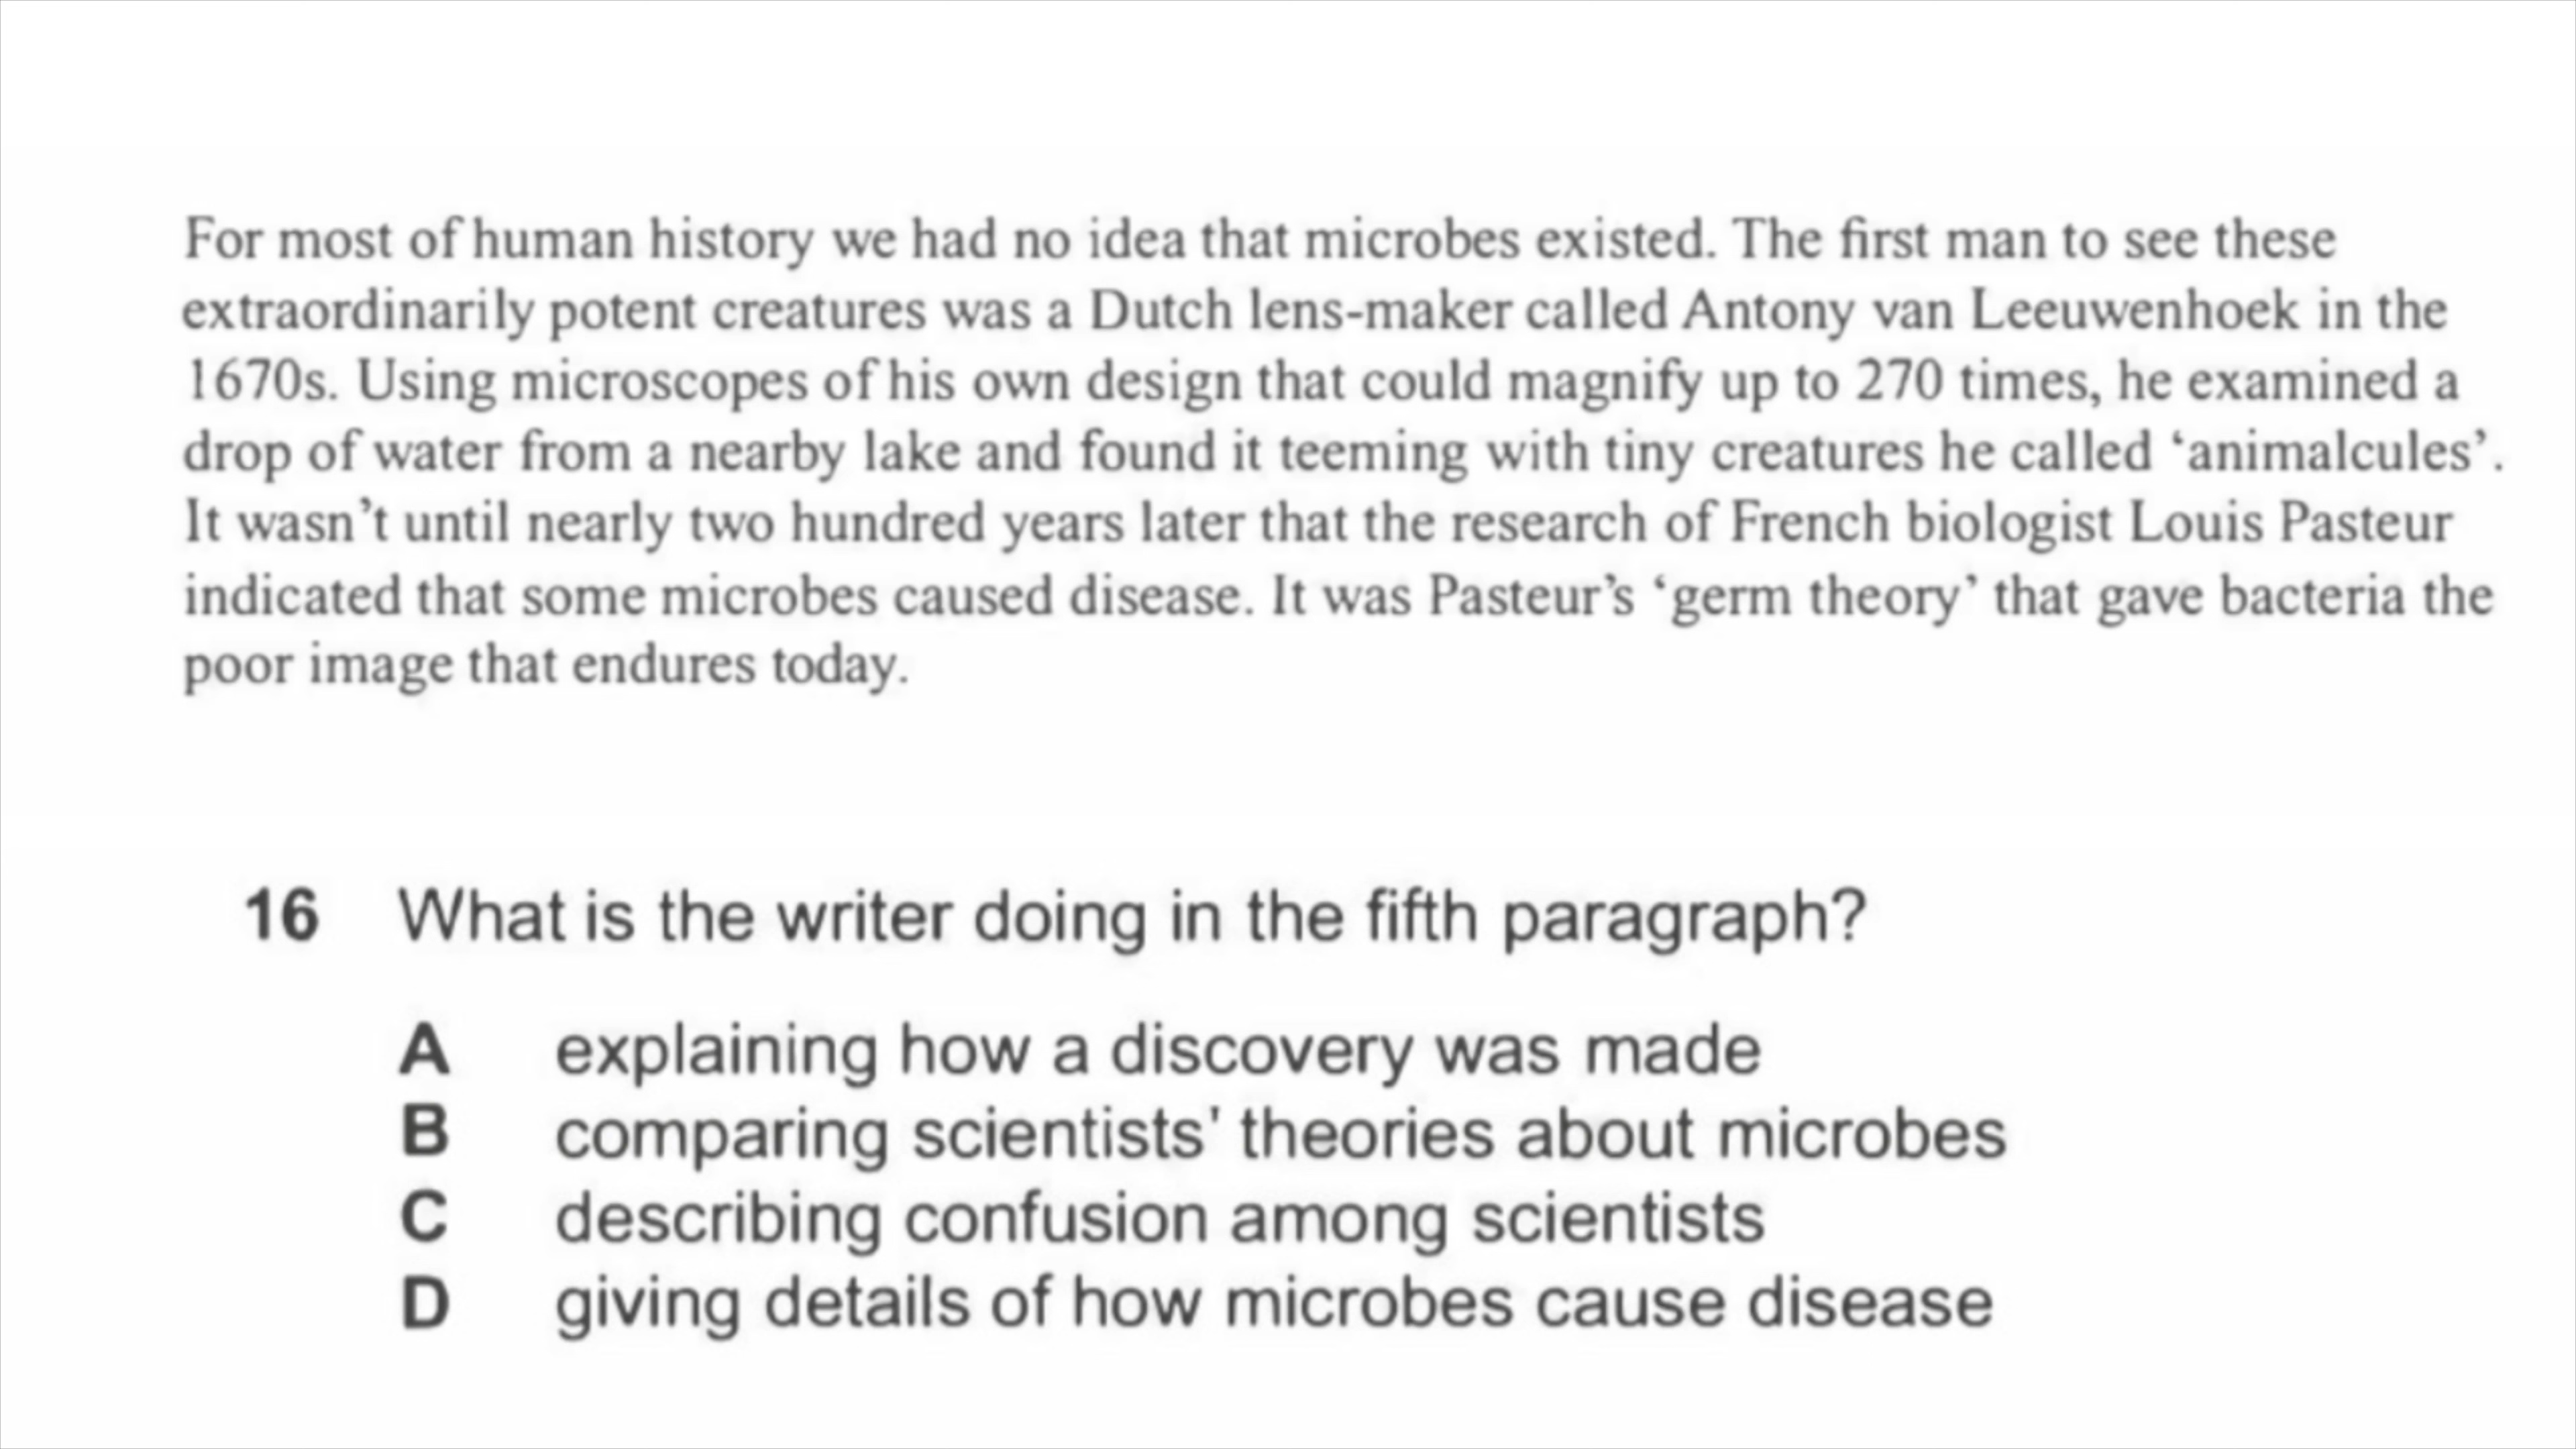 For most of human history we had no idea that microbes existed. The first man to see these
extraordinarily potent creatures was a Dutch lens-maker called Antony van Leeuwenhoek in the
1670s. Using microscopes of his own design that could magnify up to 270 times, he examined a
drop of water from a nearby lake and found it teeming with tiny creatures he called ‘animalcules’.
It wasn’t until nearly two hundred years later that the research of French biologist Louis Pasteur
indicated that some microbes caused disease. It was Pasteur’s ‘germ theory’ that gave bacteria the
poor image that endures today.
16 What is the writer doing in the fifth paragraph?
A explaining how a discovery was made
B comparing scientists' theories about microbes
C describing confusion among scientists
D giving details of how microbes cause disease